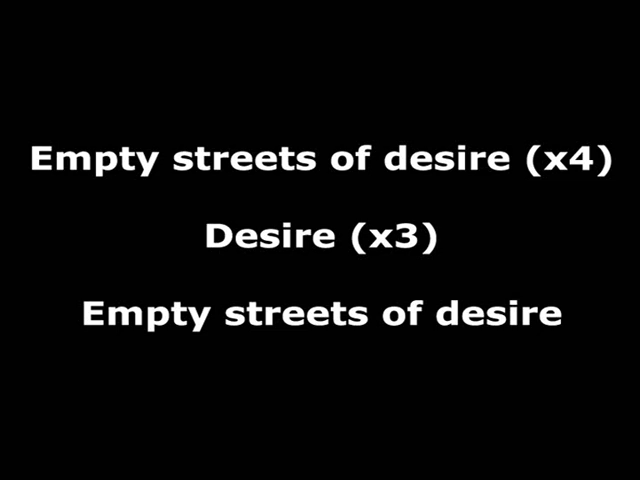 Empty streets of desire (x4)
Desire (x3)
Empty streets of desire